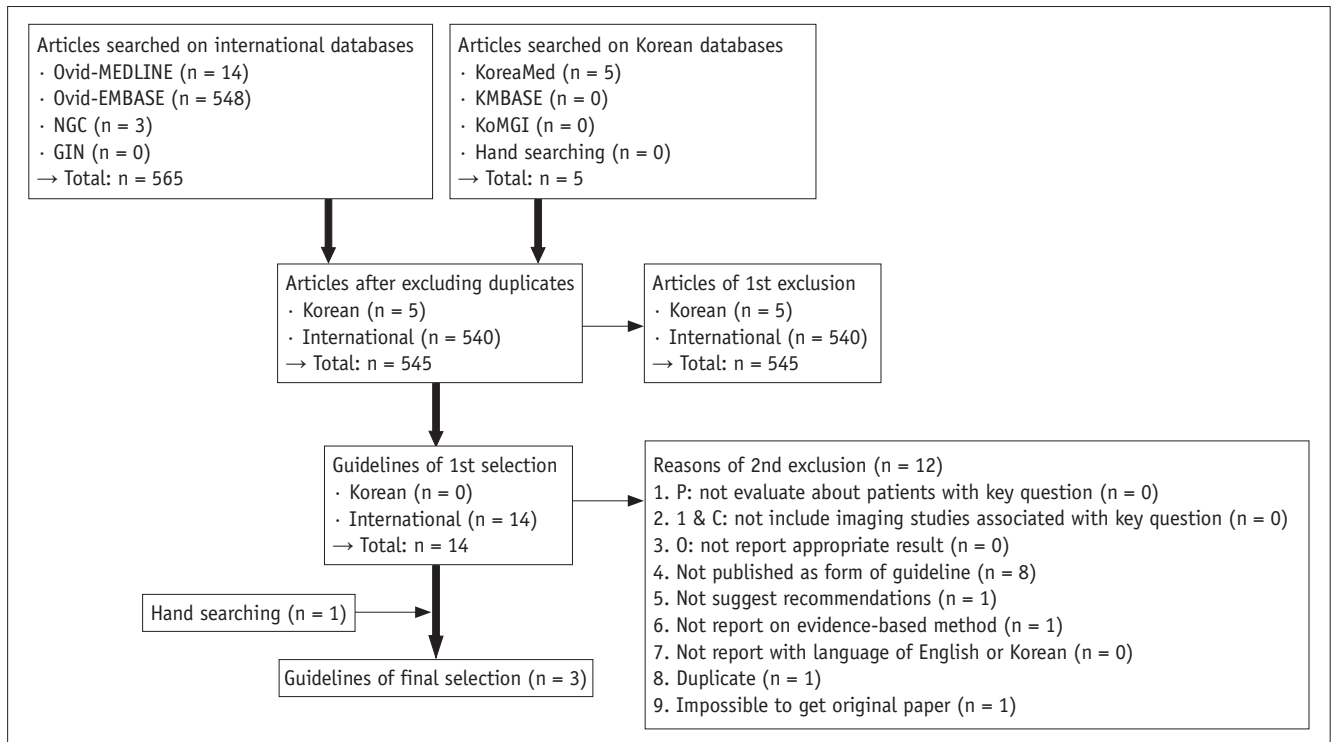 Articles searched on international databases
· Ovid-MEDLINE (n = 14)
· Ovid-EMBASE (n = 548)
· NGC (n = 3)
· GIN (n = 0)
→ Total: n = 565
Articles searched on Korean databases
· KoreaMed (n = 5)
· KMBASE (n = 0)
· KoMGI (n = 0)
· Hand searching (n = 0)
→ Total: n = 5
Articles after excluding duplicates
· Korean (n = 5)
· International (n = 540)
→ Total: n = 545
Articles of 1st exclusion
· Korean (n = 5)
· International (n = 540)
→ Total: n = 545
Guidelines of 1st selection
· Korean (n = 0)
· International (n = 14)
→ Total: n = 14
Reasons of 2nd exclusion (n = 12)
1. P: not evaluate about patients with key question (n = 0)
2. 1 & C: not include imaging studies associated with key question (n = 0)
3. O: not report appropriate result (n = 0)
4. Not published as form of guideline (n = 8)
5. Not suggest recommendations (n = 1)
6. Not report on evidence-based method (n = 1)
7. Not report with language of English or Korean (n = 0)
8. Duplicate (n = 1)
9. Impossible to get original paper (n = 1)
Hand searching (n = 1)
Guidelines of final selection (n = 3)